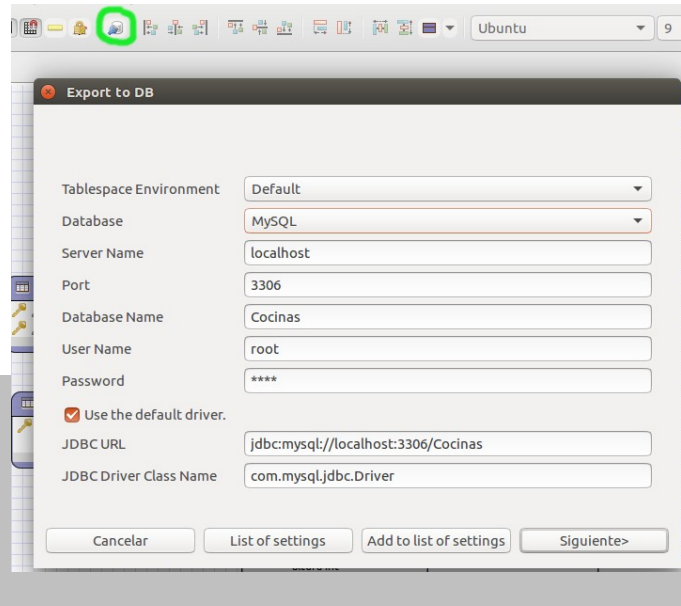 Ubuntu 9
Export to DB
Tablespace Environment Default
Database MySQL
Server Name localhost
Port 3306
Database Name Cocinas
User Name root
Password ****
Use the default driver.
JDBC URL jdbc:mysql://localhost:3306/Cocinas
JDBC Driver Class Name com.mysql.jdbc.Driver
Cancelar List of settings Add to list of settings Siguiente>